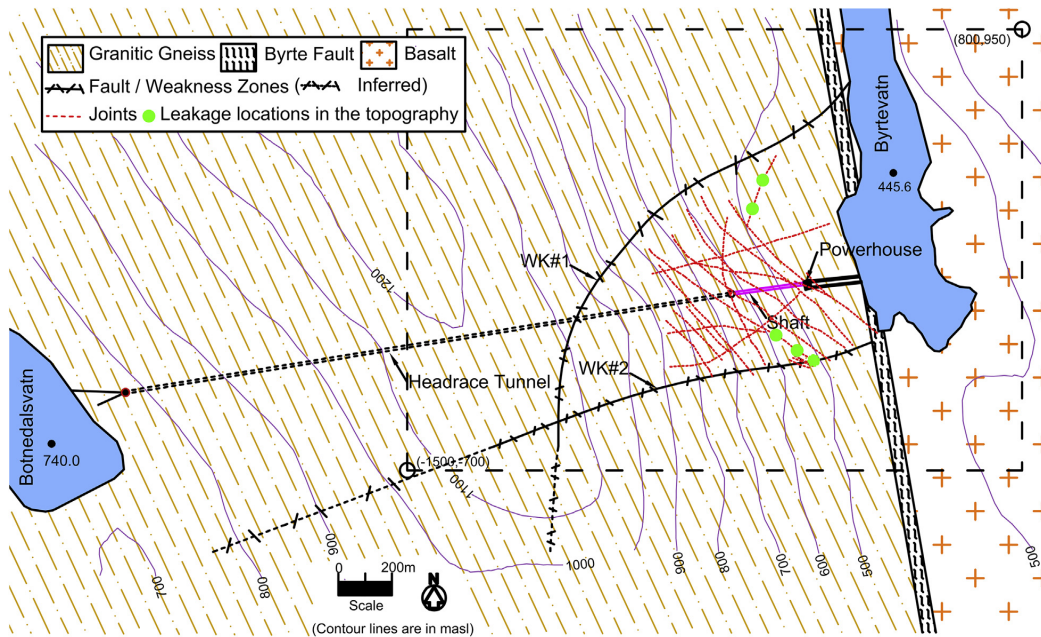 Granitic Gneiss Byrte Fault Basalt
Fault / Weakness Zones ( Inferred)
Joints Leakage locations in the topography
(800,950)
Byrtevatn
445.6
Powerhouse
WK#1
1200
Shaft
Headrace Tunnel
WK#2
Botnedalsvatn
740.0
(-1500,-700)
1100
700
800
900
1000
900
800
700
600
500
500
0 200m
Scale
N
(Contour lines are in masl)